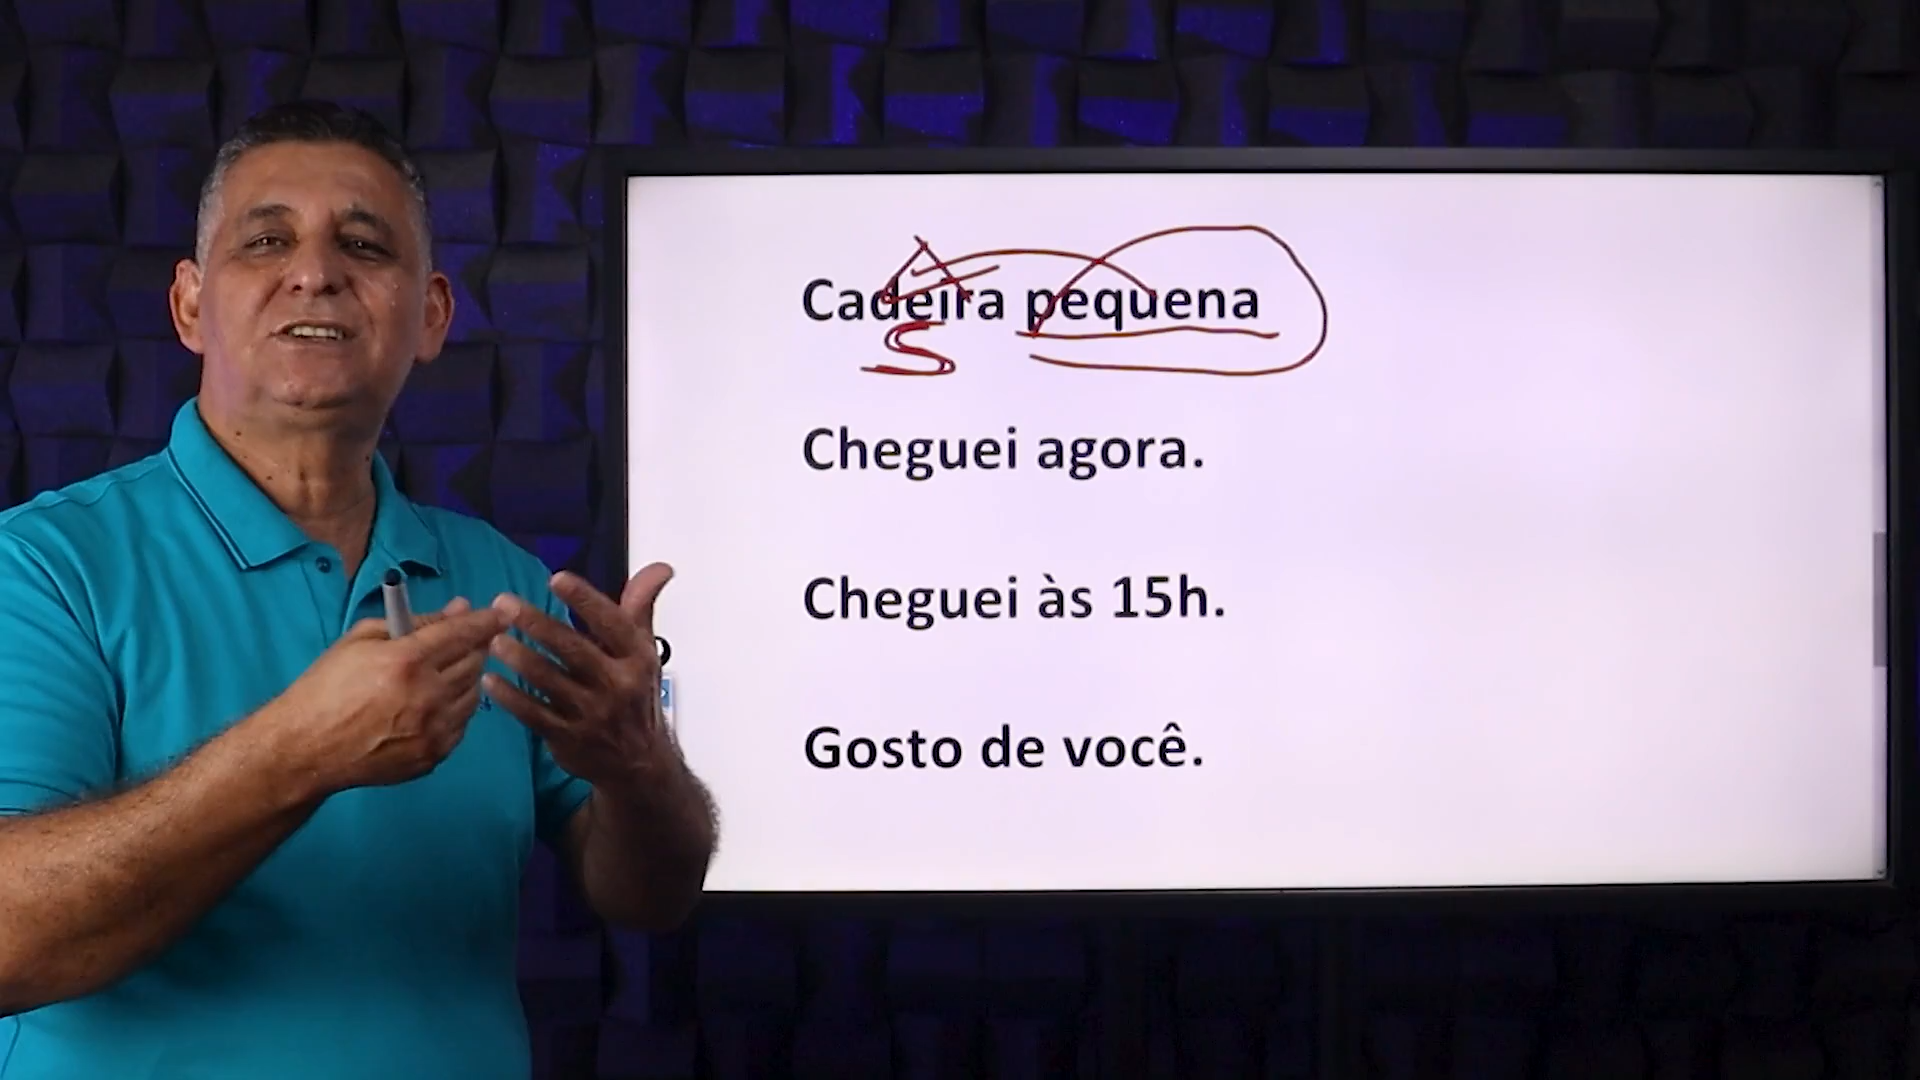 Cadeira pequena
S
Cheguei agora.
Cheguei às 15h.
Gosto de você.